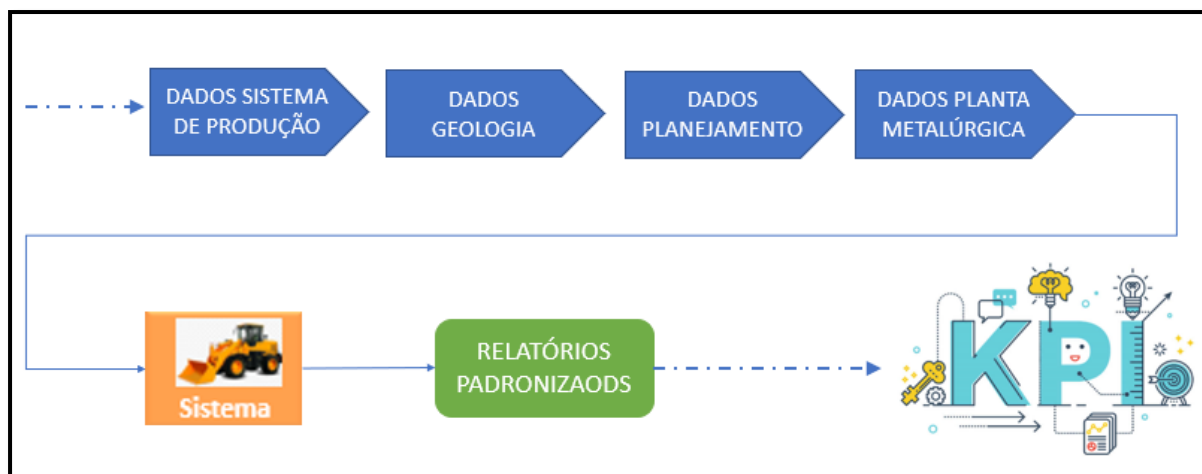 DADOS SISTEMA
DE PRODUÇÃO
DADOS
GEOLOGIA
DADOS
PLANEJAMENTO
DADOS PLANTA
METALÚRGICA
Sistema
RELATÓRIOS
PADRONIZAODS
KPI